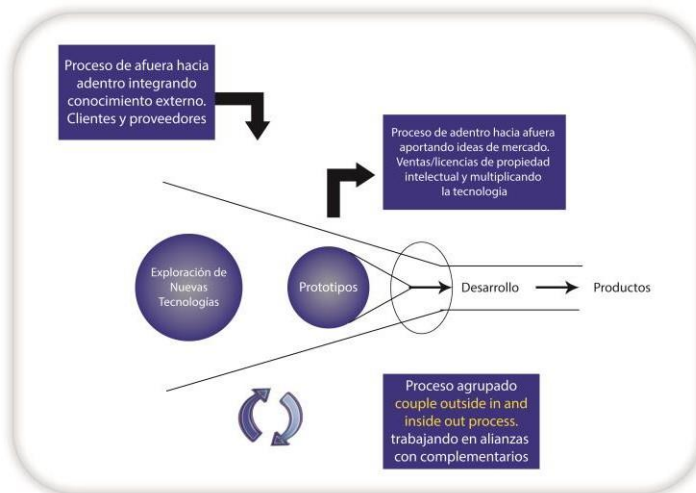 Proceso de afuera hacia
adentro integrando
conocimiento externo.
Clientes y proveedores
Proceso de adentro hacia afuera
aportando ideas de mercado.
Ventas/licencias de propiedad
intelectual y multiplicando
la tecnologia
Exploración de
Nuevas
Tecnologías
Prototipos
Desarrollo
Productos
Proceso agrupado
couple outside in and
inside out process.
trabajando en alianzas
con complementarios